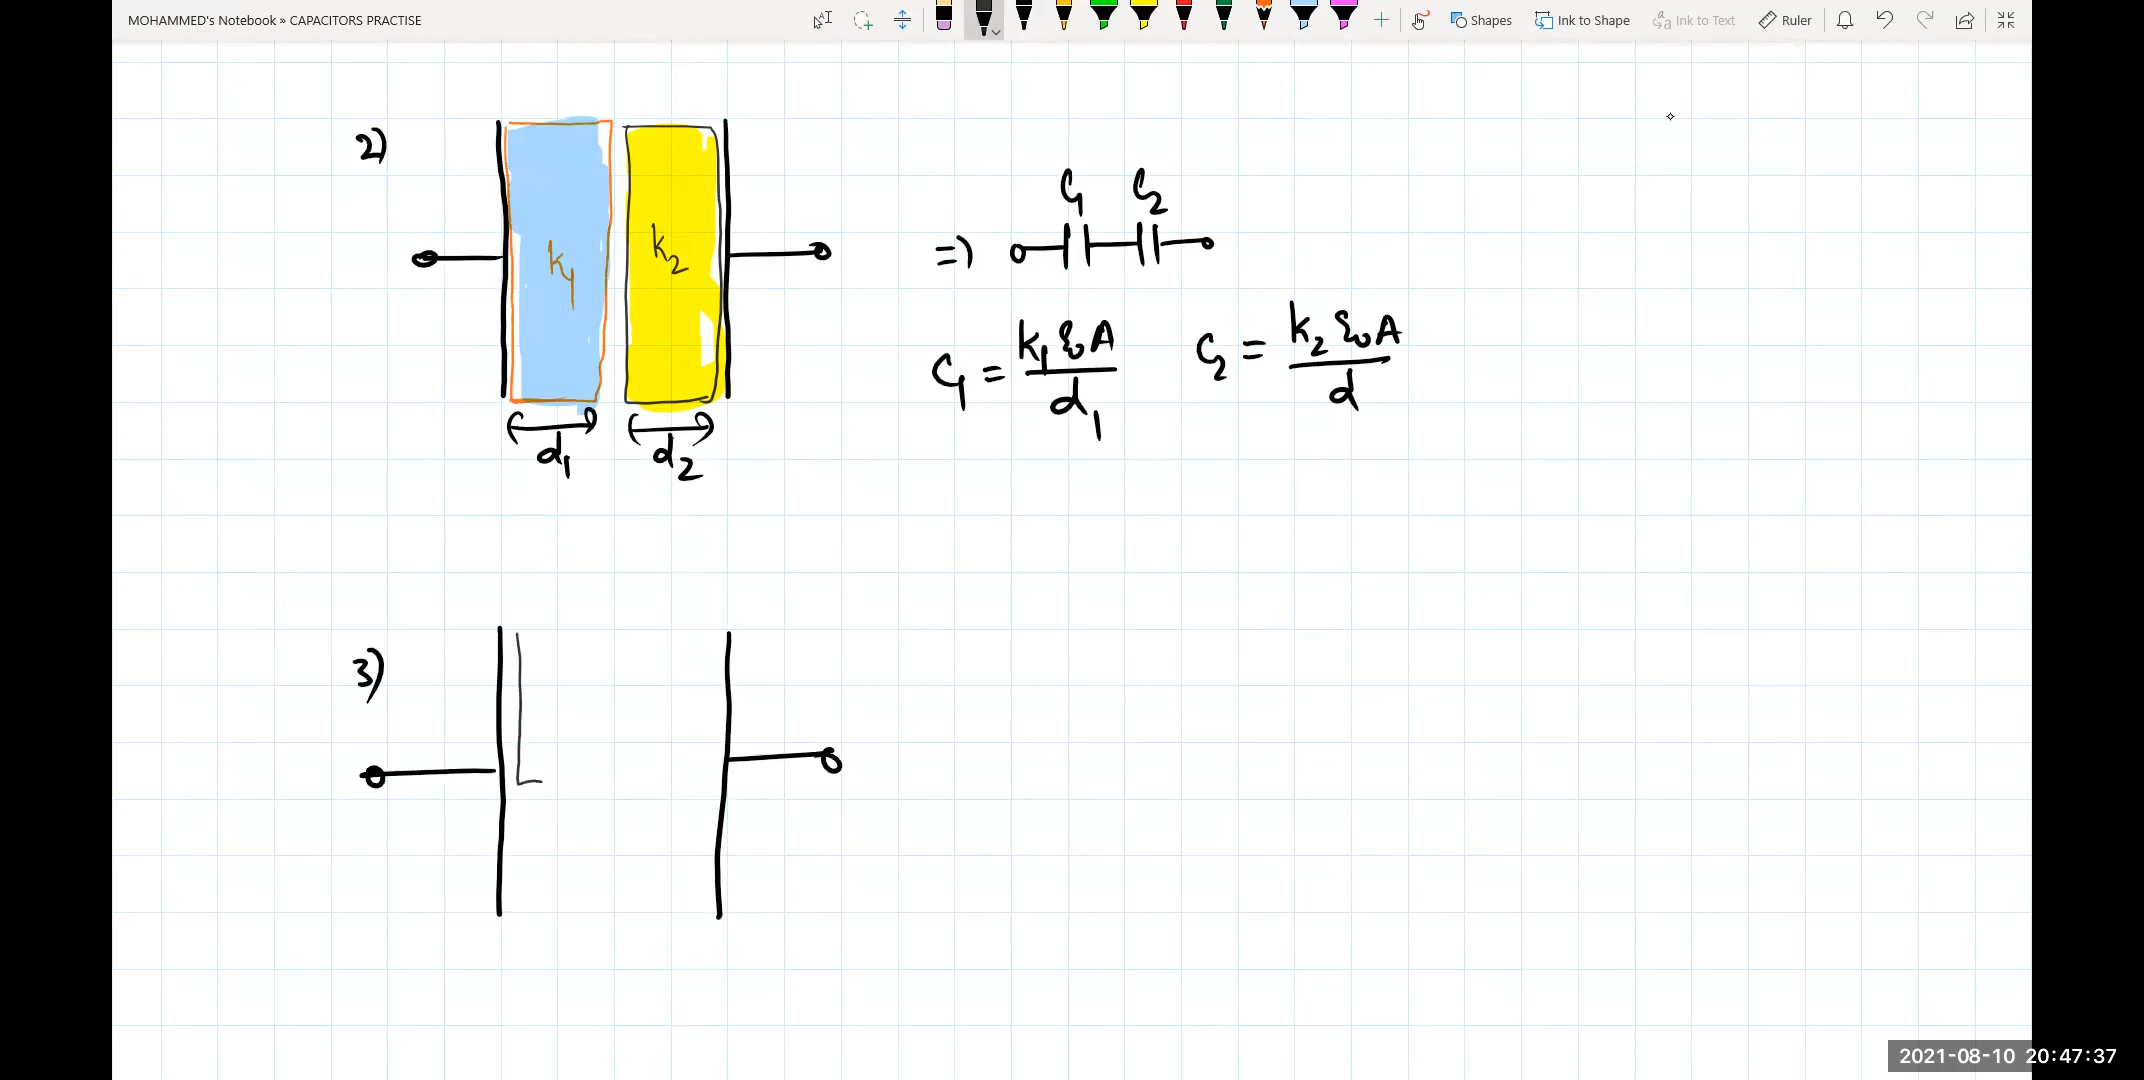 MOHAMMED's Notebook » CAPACITORS PRACTISE
Shapes
Ink to Shape
Ink to Text
Ruler
2)
k1
k2
d1
d2
=)
C1 C2
C1 = k1 ε0 A / d1
C2 = k2 ε0 A / d
3)
2021-08-10 20:47:37